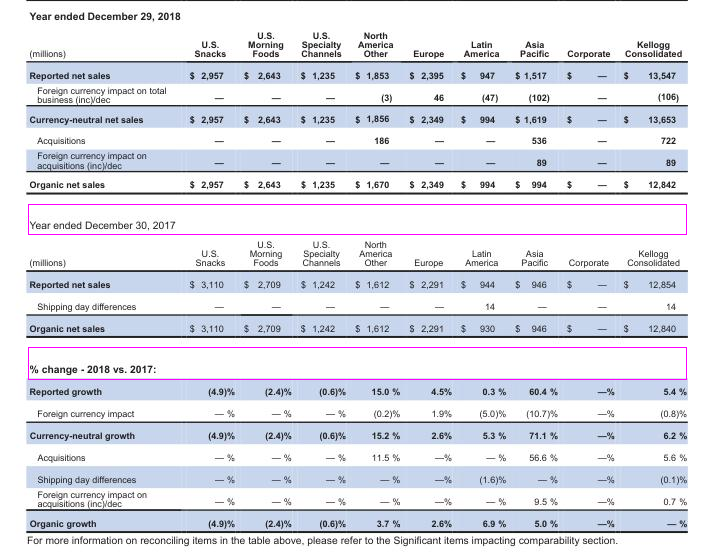 Year ended December 29, 2018
(millions) U.S. Snacks U.S. Morning Foods U.S. Specialty Channels North America Other Europe Latin America Asia Pacific Corporate Kellogg Consolidated
Reported net sales $ 2,957 $ 2,643 $ 1,235 $ 1,853 $ 2,395 $ 947 $ 1,517 $ — $ 13,547
Foreign currency impact on total business (inc)/dec — — — (3) 46 (47) (102) — (106)
Currency-neutral net sales $ 2,957 $ 2,643 $ 1,235 $ 1,856 $ 2,349 $ 994 $ 1,619 $ — $ 13,653
Acquisitions — — — 186 — — 536 — 722
Foreign currency impact on acquisitions (inc)/dec — — — — — — 89 — 89
Organic net sales $ 2,957 $ 2,643 $ 1,235 $ 1,670 $ 2,349 $ 994 $ 994 $ — $ 12,842
Year ended December 30, 2017
(millions) U.S. Snacks U.S. Morning Foods U.S. Specialty Channels North America Other Europe Latin America Asia Pacific Corporate Kellogg Consolidated
Reported net sales $ 3,110 $ 2,709 $ 1,242 $ 1,612 $ 2,291 $ 944 $ 946 $ — $ 12,854
Shipping day differences — — — — — 14 — — 14
Organic net sales $ 3,110 $ 2,709 $ 1,242 $ 1,612 $ 2,291 $ 930 $ 946 $ — $ 12,840
% change - 2018 vs. 2017:
Reported growth (4.9)% (2.4)% (0.6)% 15.0 % 4.5% 0.3 % 60.4 % —% 5.4 %
Foreign currency impact — % — % — % (0.2)% 1.9% (5.0)% (10.7)% —% (0.8)%
Currency-neutral growth (4.9)% (2.4)% (0.6)% 15.2 % 2.6% 5.3 % 71.1 % —% 6.2 %
Acquisitions — % — % — % 11.5 % —% — % 56.6 % —% 5.6 %
Shipping day differences — % — % — % — % —% (1.6)% — % —% (0.1)%
Foreign currency impact on acquisitions (inc)/dec — % — % — % — % —% — % 9.5 % —% 0.7 %
Organic growth (4.9)% (2.4)% (0.6)% 3.7 % 2.6% 6.9 % 5.0 % —% — %
For more information on reconciling items in the table above, please refer to the Significant items impacting comparability section.